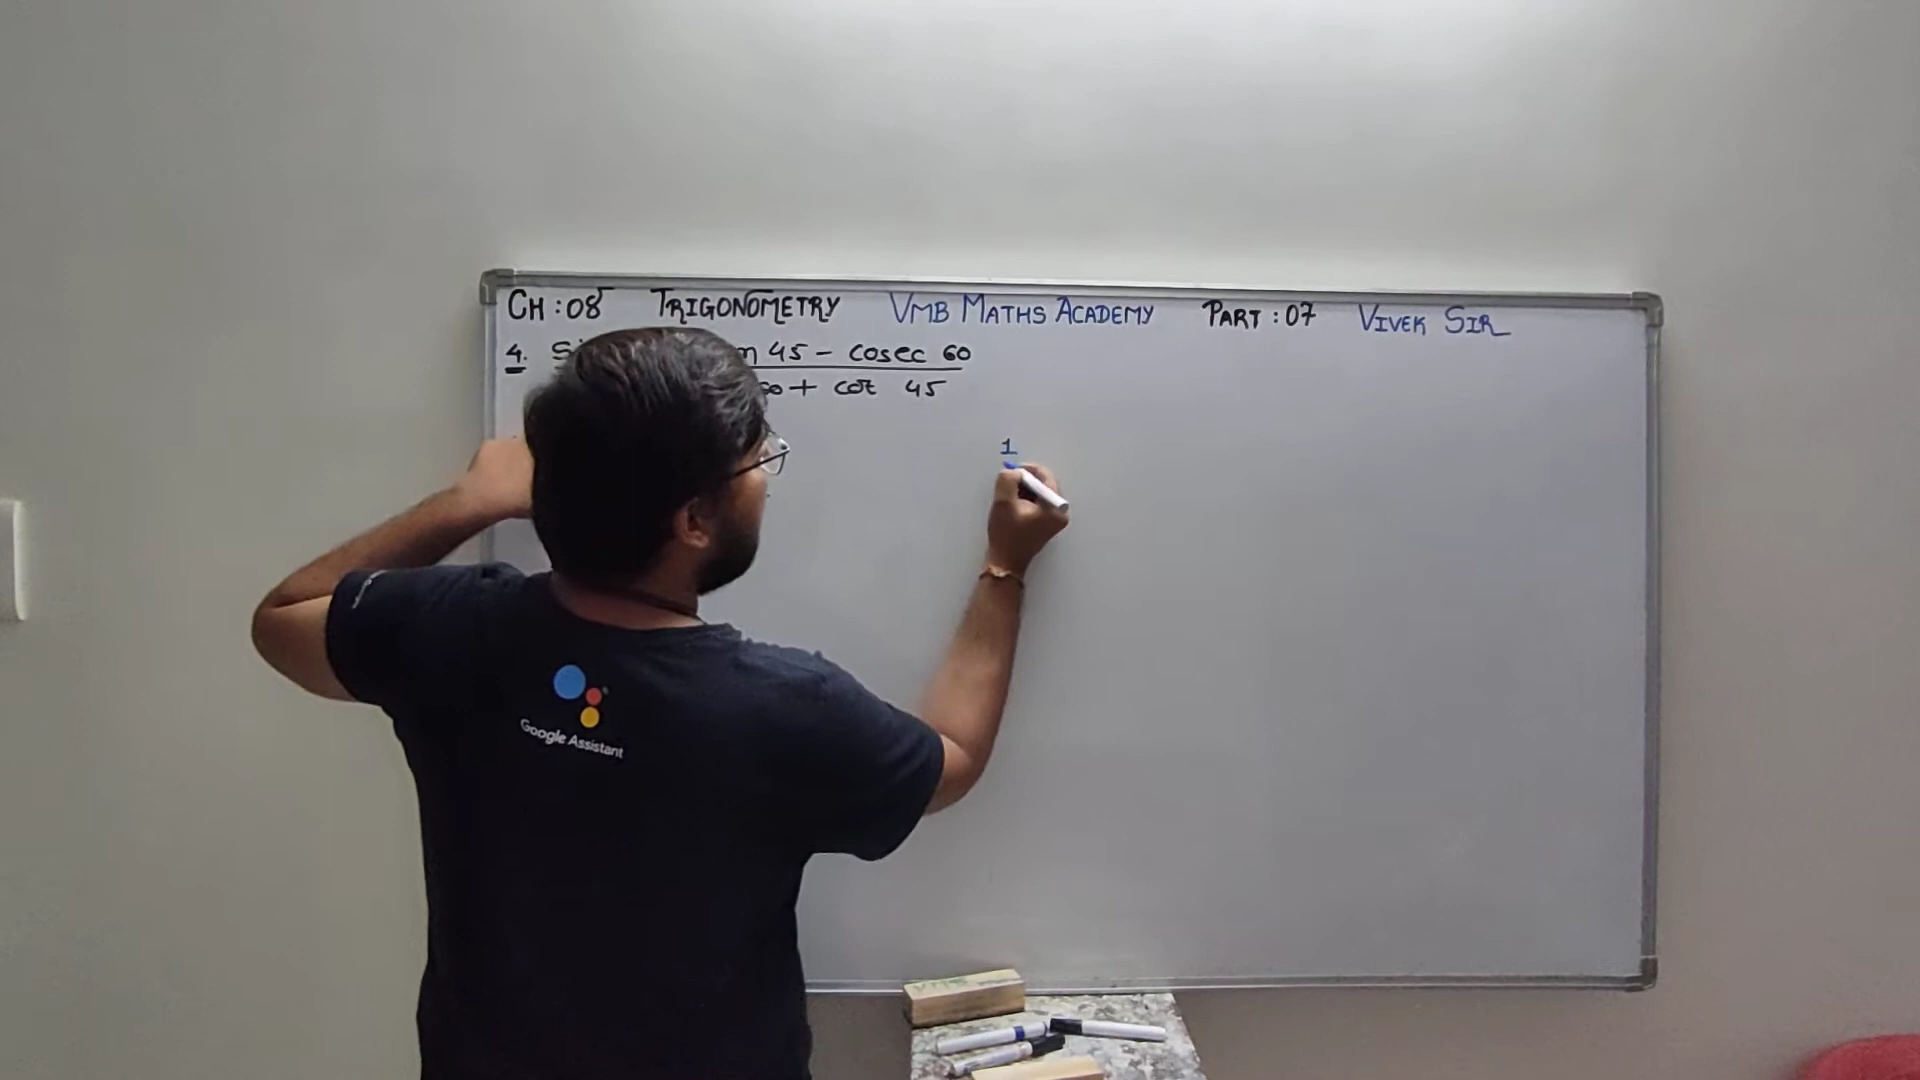 CH : 08 TRIGONOMETRY VMB MATHS ACADEMY PART : 07 VIVEK SIR
4. 45 - cosec 60
+ cot 45
1
Google Assistant